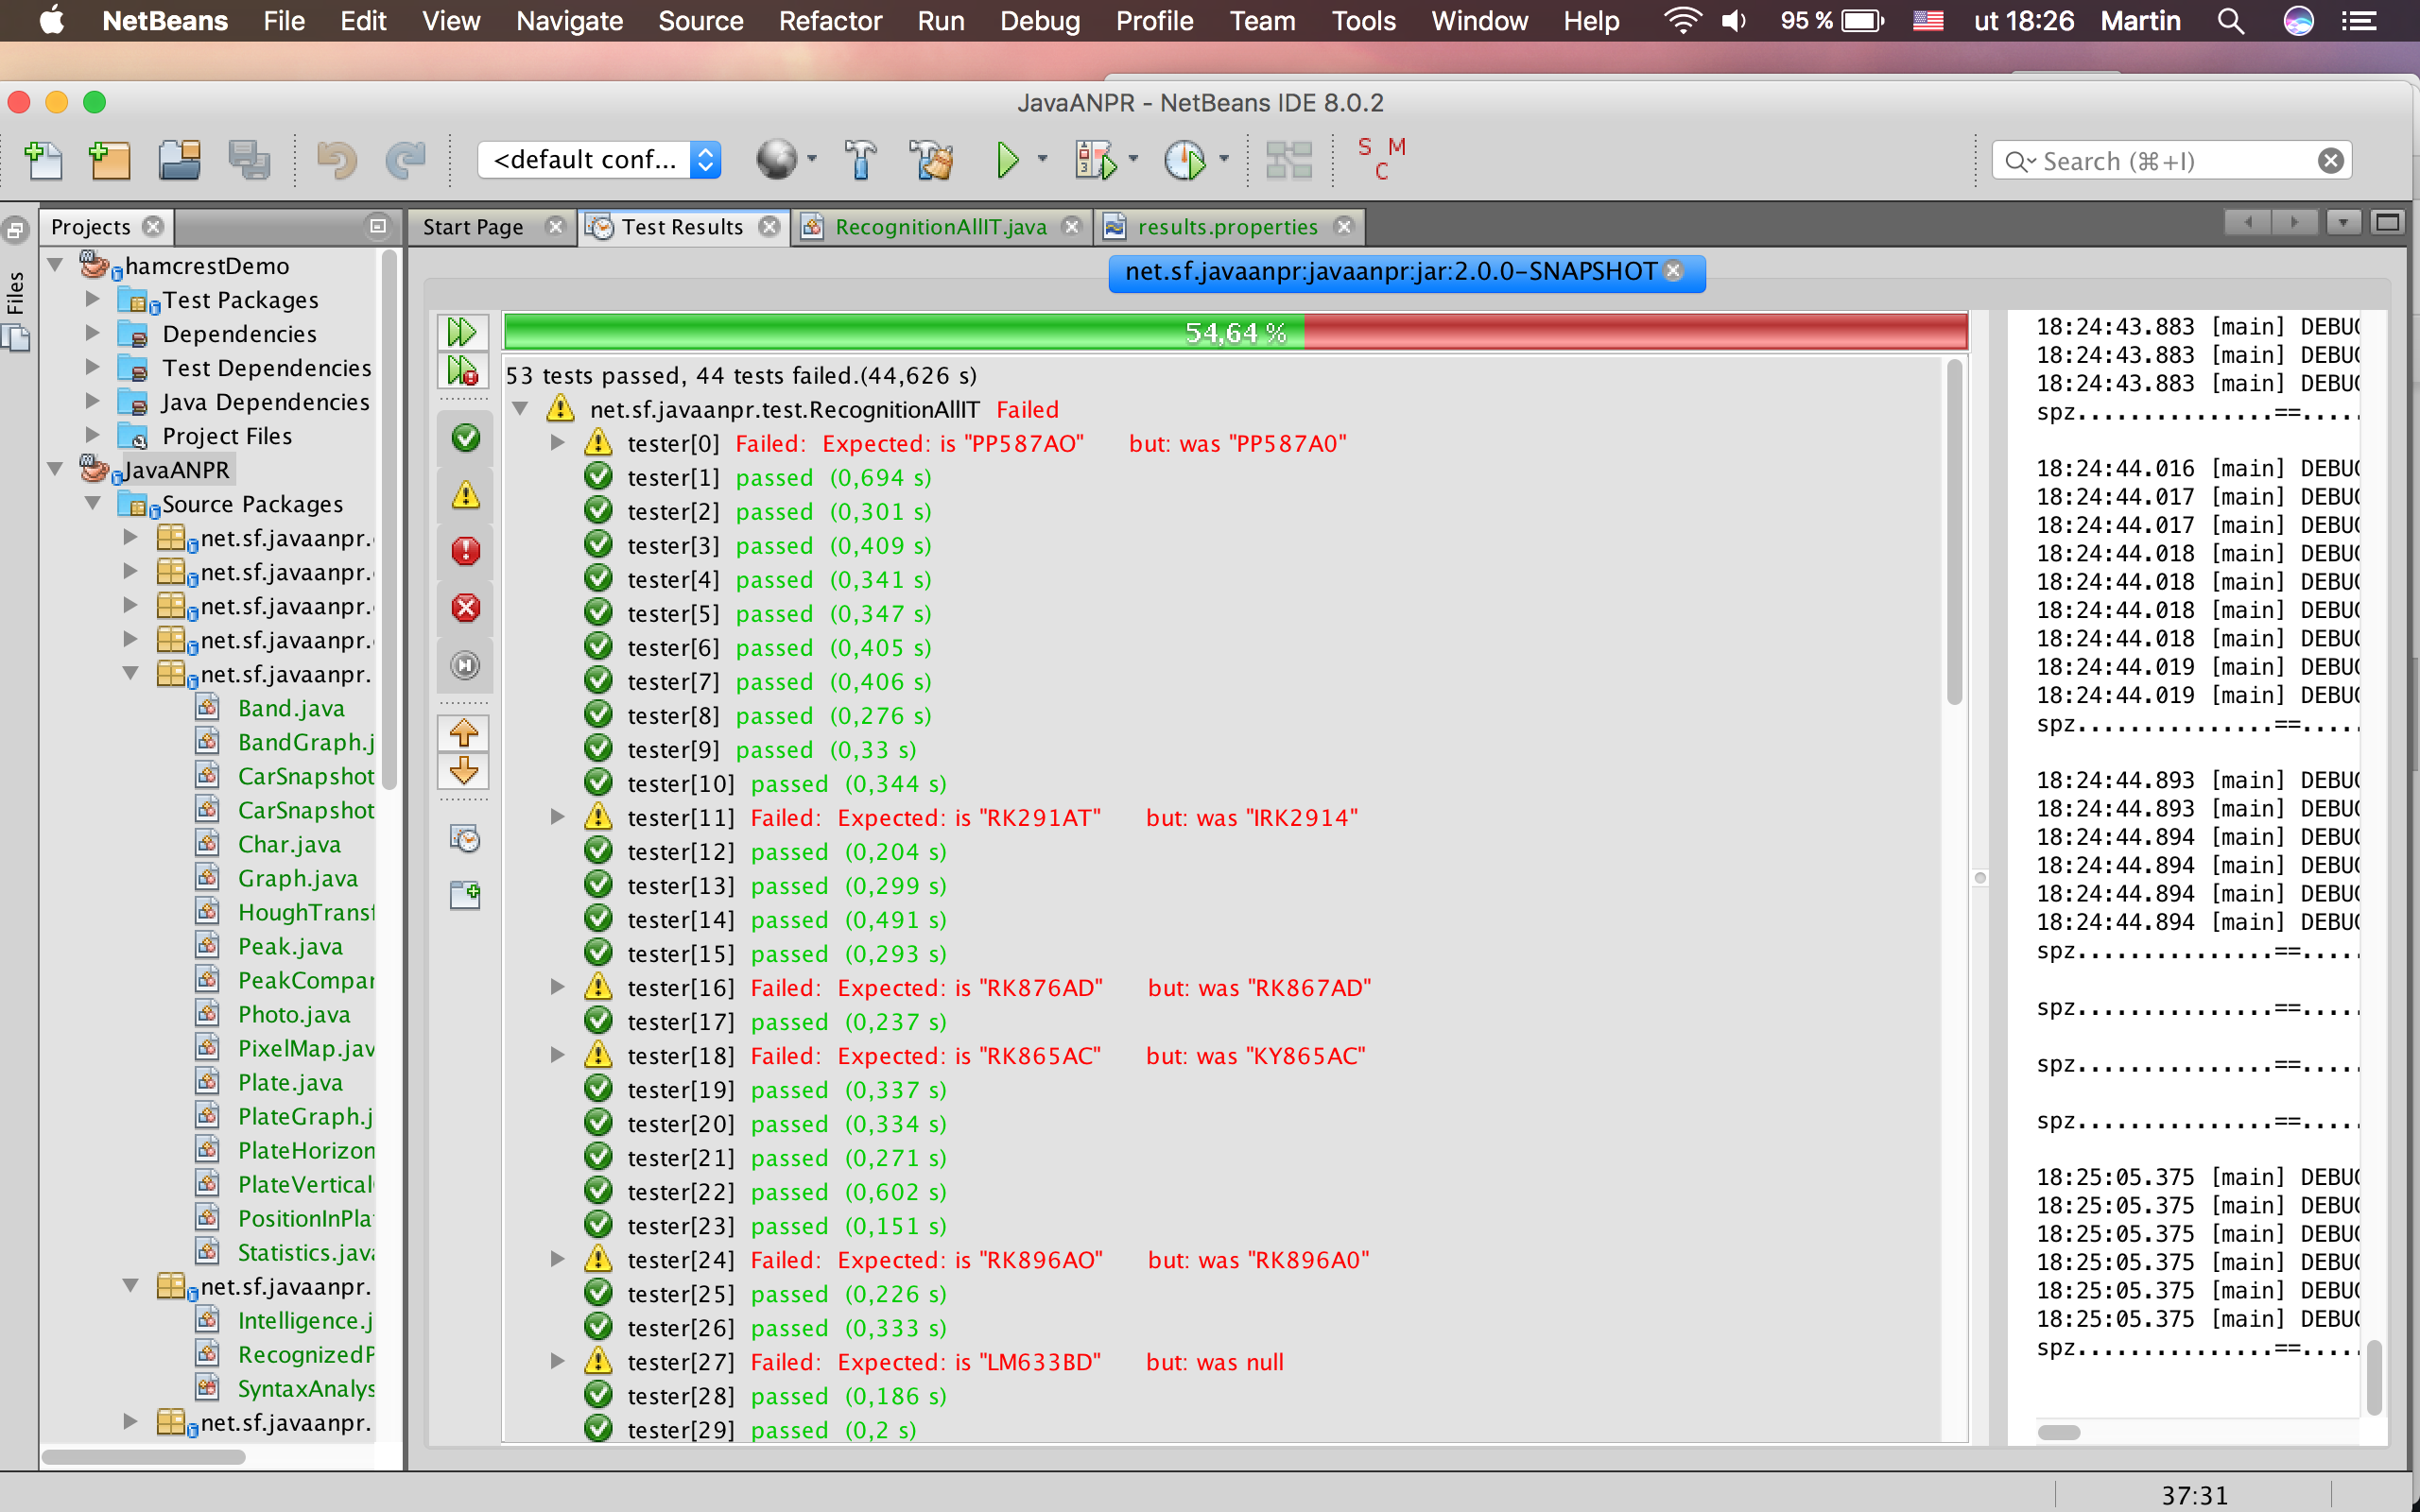 NetBeans File Edit View Navigate Source Refactor Run Debug Profile Team Tools Window Help 95 % ut 18:26 Martin
JavaANPR - NetBeans IDE 8.0.2
<default conf... S M C Search (⌘+I)
Files
Projects
Start Page Test Results RecognitionAllIT.java results.properties
hamcrestDemo
Test Packages
Dependencies
Test Dependencies
Java Dependencies
Project Files
JavaANPR
Source Packages
net.sf.javaanpr.
net.sf.javaanpr.
net.sf.javaanpr.
net.sf.javaanpr.
net.sf.javaanpr.
Band.java
BandGraph.j
CarSnapshot
CarSnapshot
Char.java
Graph.java
HoughTransf
Peak.java
PeakCompar
Photo.java
PixelMap.jav
Plate.java
PlateGraph.j
PlateHorizon
PlateVertical
PositionInPla
Statistics.java
net.sf.javaanpr.
Intelligence.j
RecognizedP
SyntaxAnalys
net.sf.javaanpr.
net.sf.javaanpr:javaanpr:jar:2.0.0-SNAPSHOT
54,64 %
53 tests passed, 44 tests failed.(44,626 s)
net.sf.javaanpr.test.RecognitionAllIT Failed
tester[0] Failed: Expected: is "PP587AO" but: was "PP587A0"
tester[1] passed (0,694 s)
tester[2] passed (0,301 s)
tester[3] passed (0,409 s)
tester[4] passed (0,341 s)
tester[5] passed (0,347 s)
tester[6] passed (0,405 s)
tester[7] passed (0,406 s)
tester[8] passed (0,276 s)
tester[9] passed (0,33 s)
tester[10] passed (0,344 s)
tester[11] Failed: Expected: is "RK291AT" but: was "IRK2914"
tester[12] passed (0,204 s)
tester[13] passed (0,299 s)
tester[14] passed (0,491 s)
tester[15] passed (0,293 s)
tester[16] Failed: Expected: is "RK876AD" but: was "RK867AD"
tester[17] passed (0,237 s)
tester[18] Failed: Expected: is "RK865AC" but: was "KY865AC"
tester[19] passed (0,337 s)
tester[20] passed (0,334 s)
tester[21] passed (0,271 s)
tester[22] passed (0,602 s)
tester[23] passed (0,151 s)
tester[24] Failed: Expected: is "RK896AO" but: was "RK896A0"
tester[25] passed (0,226 s)
tester[26] passed (0,333 s)
tester[27] Failed: Expected: is "LM633BD" but: was null
tester[28] passed (0,186 s)
tester[29] passed (0,2 s)
18:24:43.883 [main] DEBU
18:24:43.883 [main] DEBU
18:24:43.883 [main] DEBU
spz...............==.....
18:24:44.016 [main] DEBU
18:24:44.017 [main] DEBU
18:24:44.017 [main] DEBU
18:24:44.018 [main] DEBU
18:24:44.018 [main] DEBU
18:24:44.018 [main] DEBU
18:24:44.018 [main] DEBU
18:24:44.019 [main] DEBU
18:24:44.019 [main] DEBU
spz...............==.....
18:24:44.893 [main] DEBU
18:24:44.893 [main] DEBU
18:24:44.894 [main] DEBU
18:24:44.894 [main] DEBU
18:24:44.894 [main] DEBU
18:24:44.894 [main] DEBU
spz...............==.....
spz...............==.....
spz...............==.....
spz...............==.....
18:25:05.375 [main] DEBU
18:25:05.375 [main] DEBU
18:25:05.375 [main] DEBU
18:25:05.375 [main] DEBU
18:25:05.375 [main] DEBU
18:25:05.375 [main] DEBU
spz...............==.....
37:31